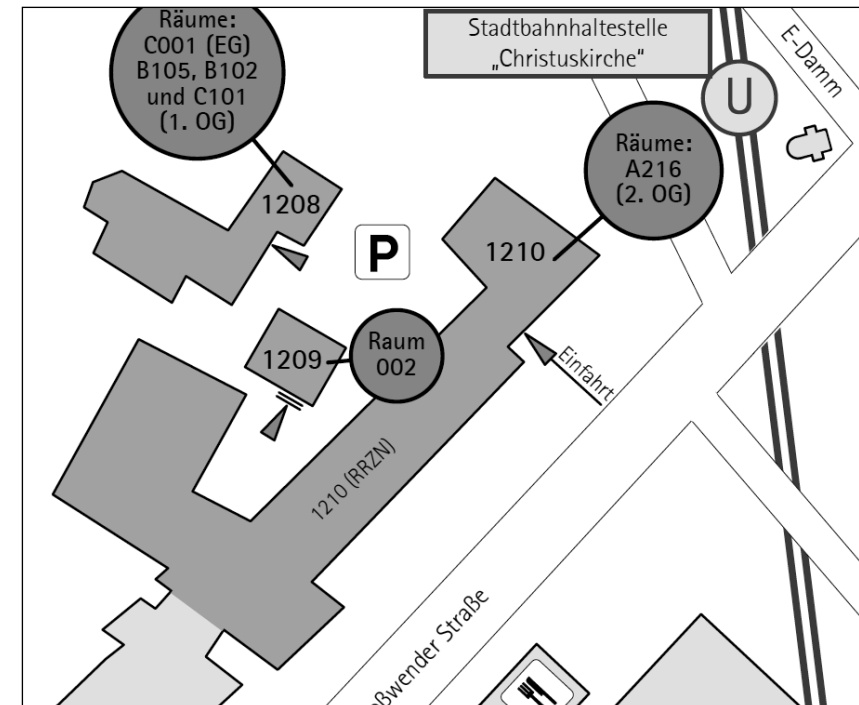 Räume:
C001 (EG)
B105, B102
und C101
(1. OG)
Stadtbahnhaltestelle
„Christuskirche“
E-Damm
U
Räume:
A216
(2. OG)
1208
P
1210
1209
Raum
002
Einfahrt
1210 (RRZN)
ßwender Straße